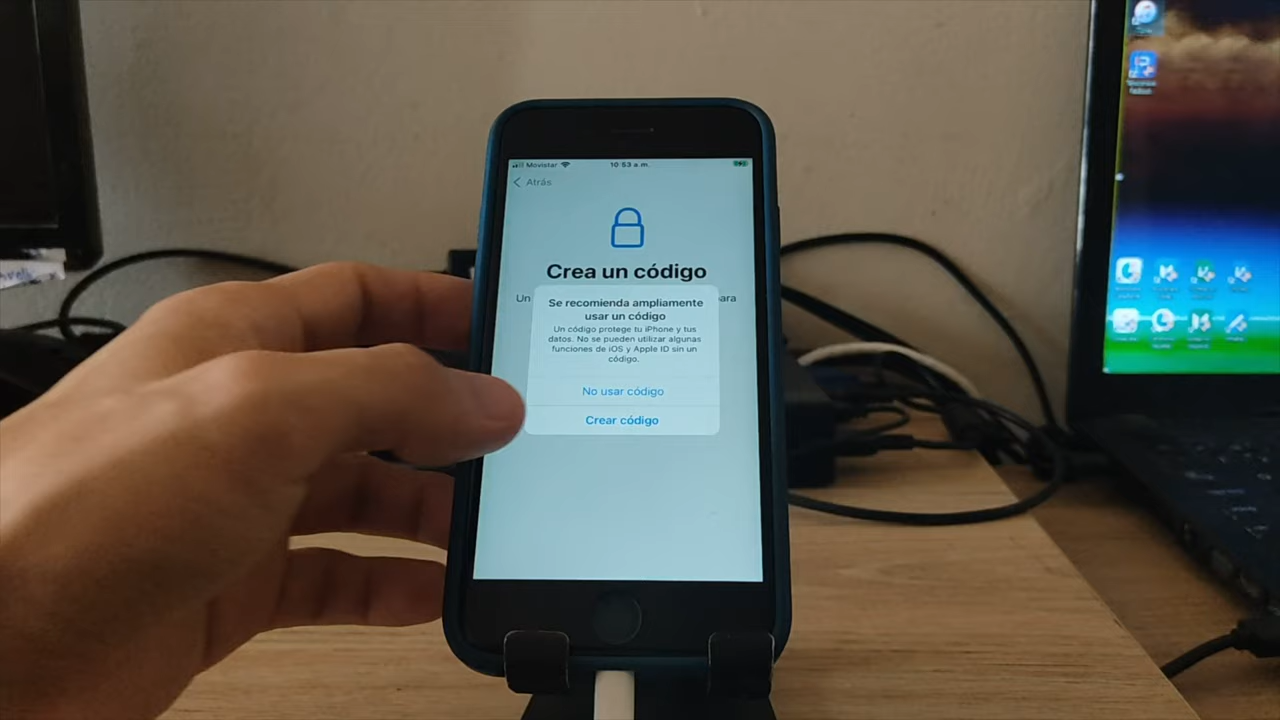 Movistar 10:53 a.m.
Atrás
Crea un código
Un para
Se recomienda ampliamente
usar un código
Un código protege tu iPhone y tus
datos. No se pueden utilizar algunas
funciones de iOS y Apple ID sin un
código.
No usar código
Crear código